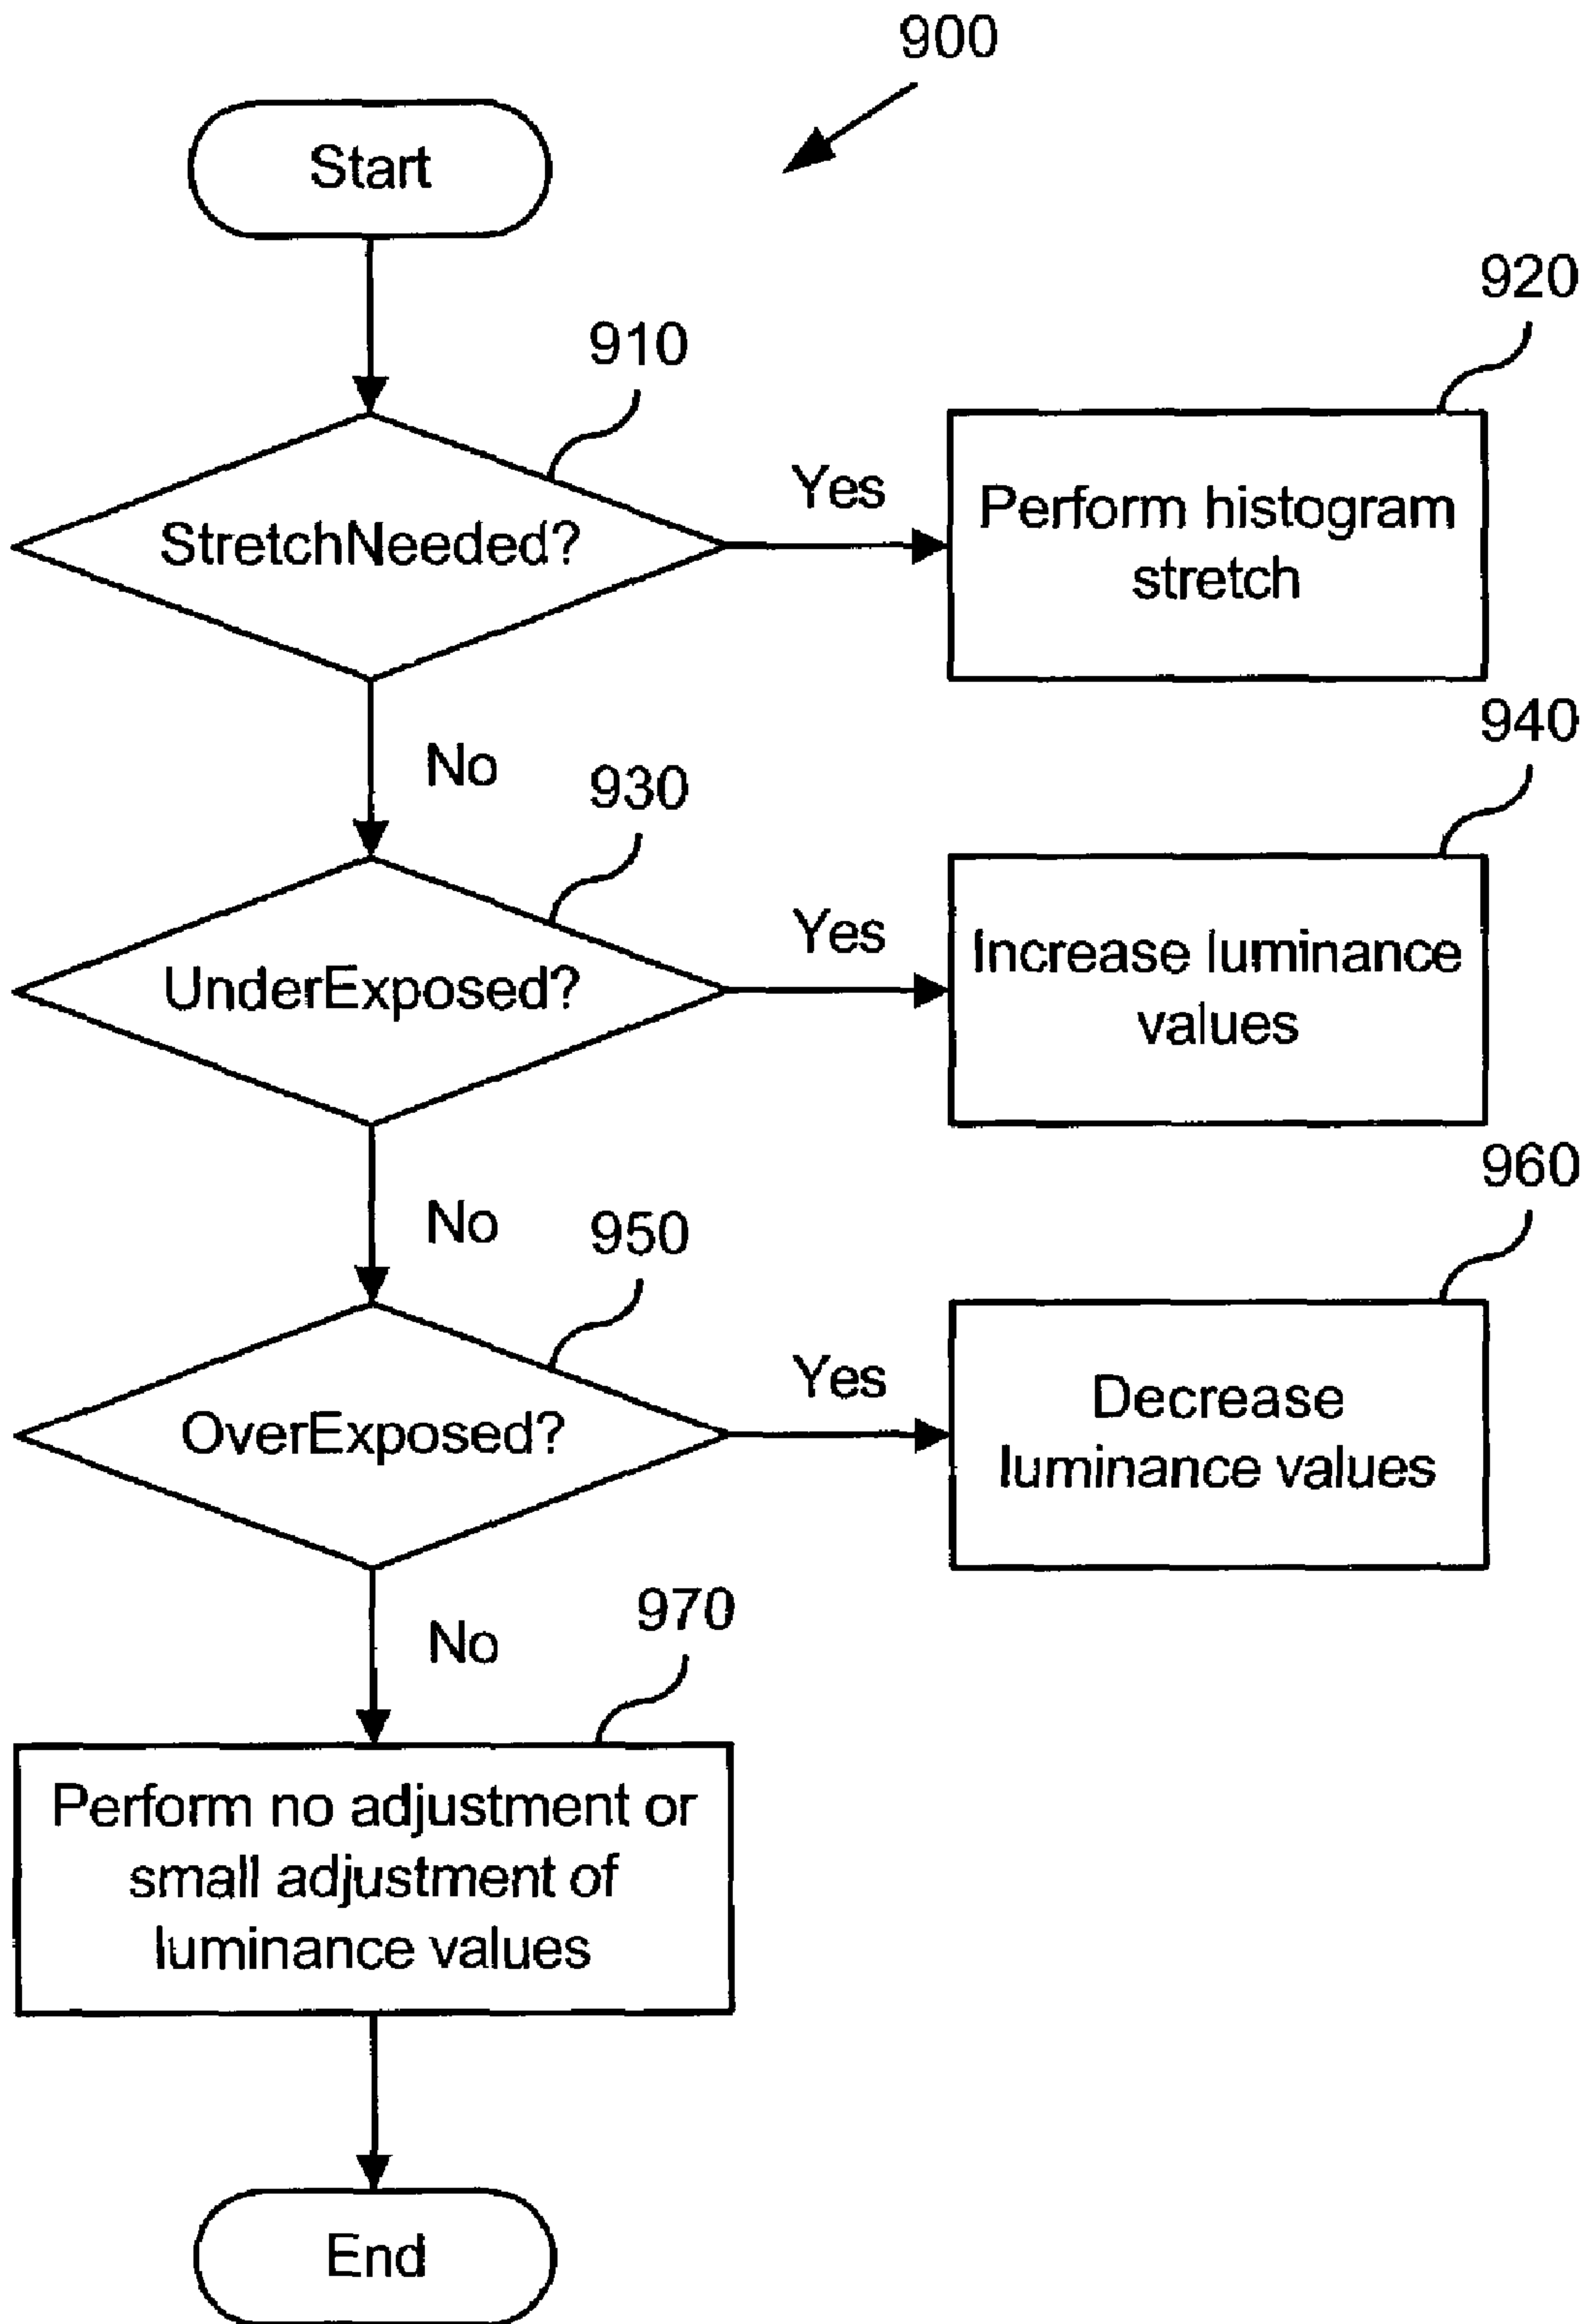 900
Start
920
910
Yes
Perform histogram
stretch
StretchNeeded?
940
No
930
Yes
Increase luminance
values
UnderExposed?
960
No
950
Yes
Decrease
luminance values
OverExposed?
970
No
Perform no adjustment or
small adjustment of
luminance values
End